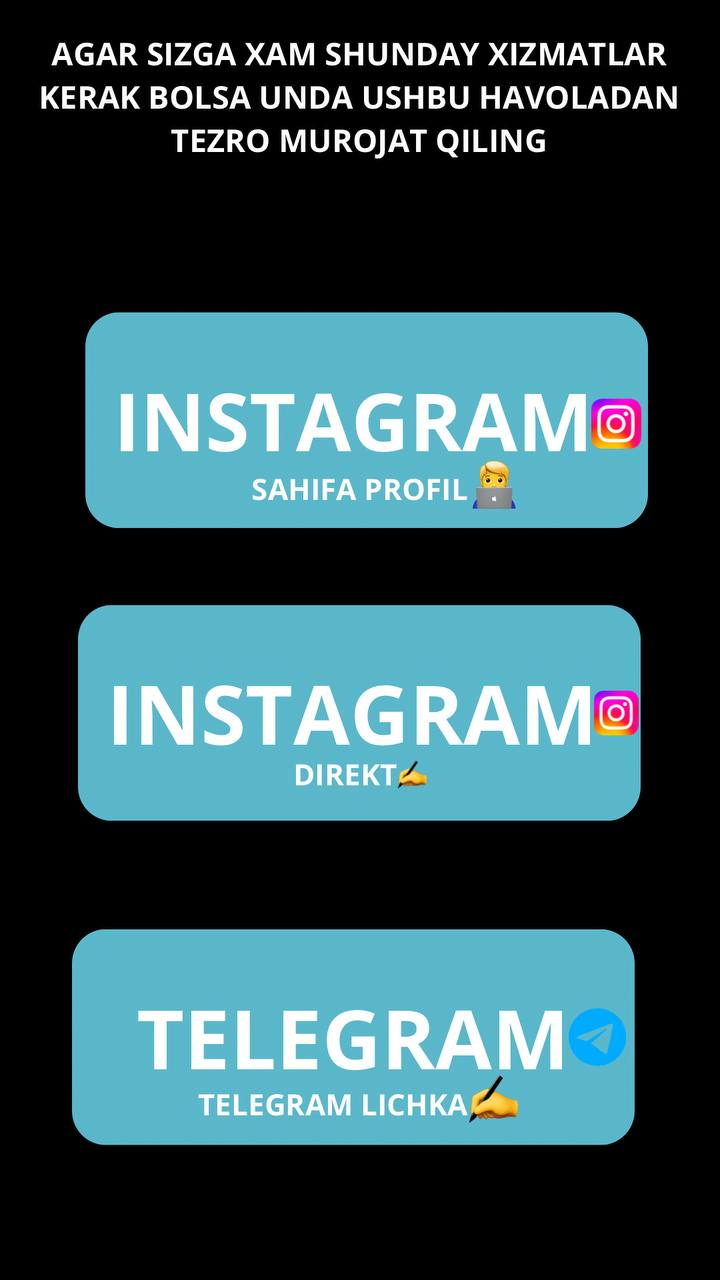 AGAR SIZGA XAM SHUNDAY XIZMATLAR
KERAK BOLSA UNDA USHBU HAVOLADAN
TEZRO MUROJAT QILING
INSTAGRAM
SAHIFA PROFIL
INSTAGRAM
DIREKT
TELEGRAM
TELEGRAM LICHKA